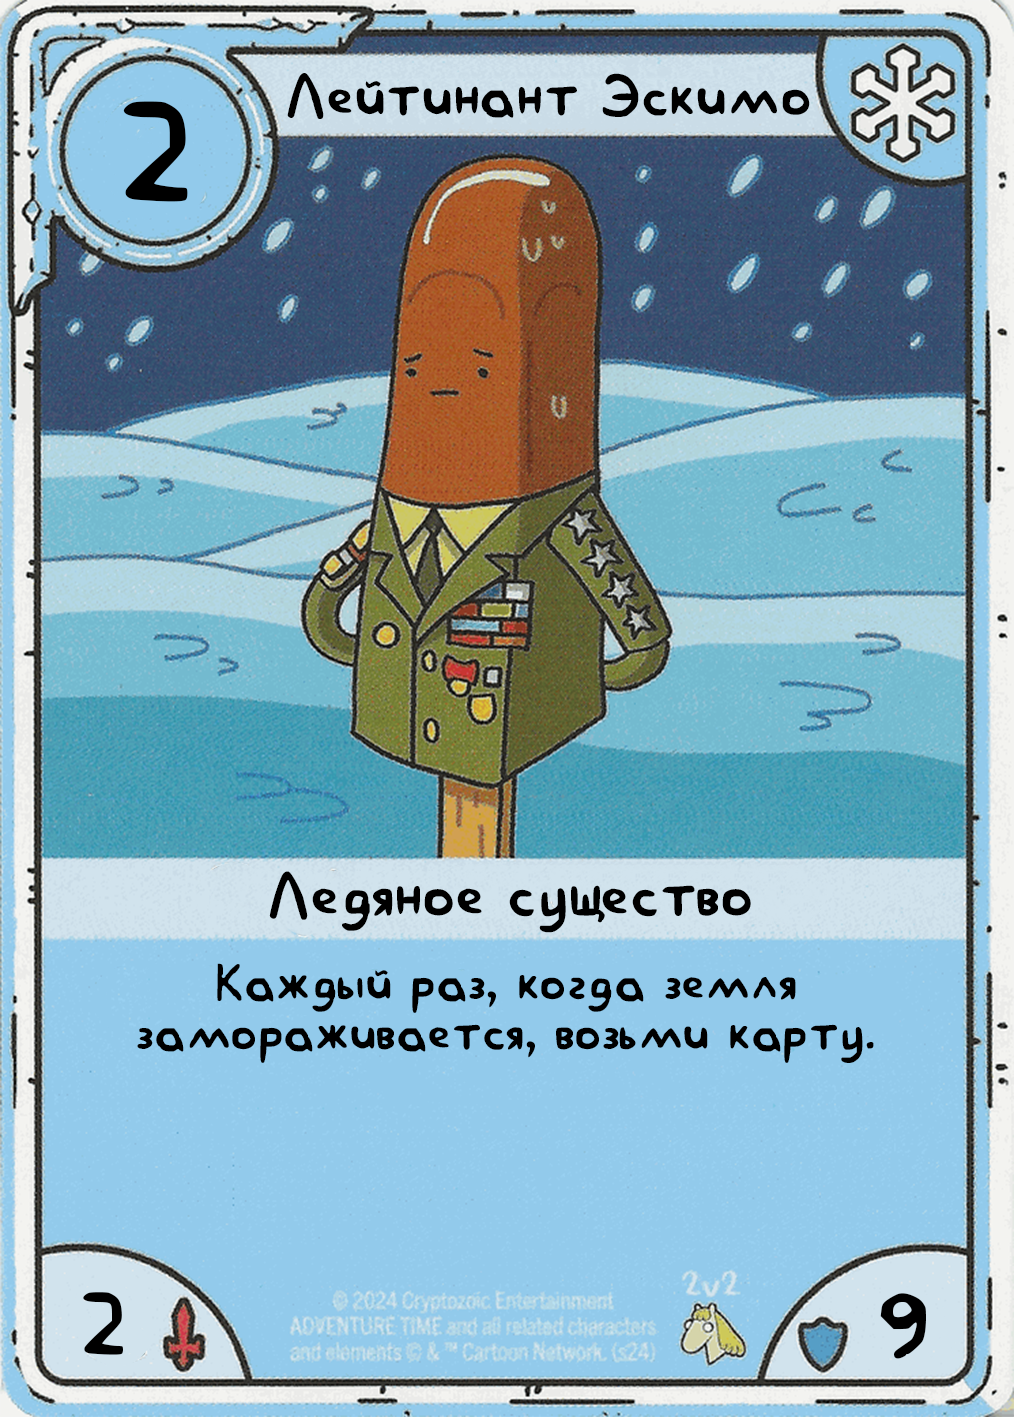 2
Лейтинант Эскимо
Ледяное существо
Каждый раз, когда земля
замораживается, возьми карту.
2
© 2024 Cryptozoic Entertainment
ADVENTURE TIME and all related characters
and elements © & ™ Cartoon Network. (s24)
2v2
9